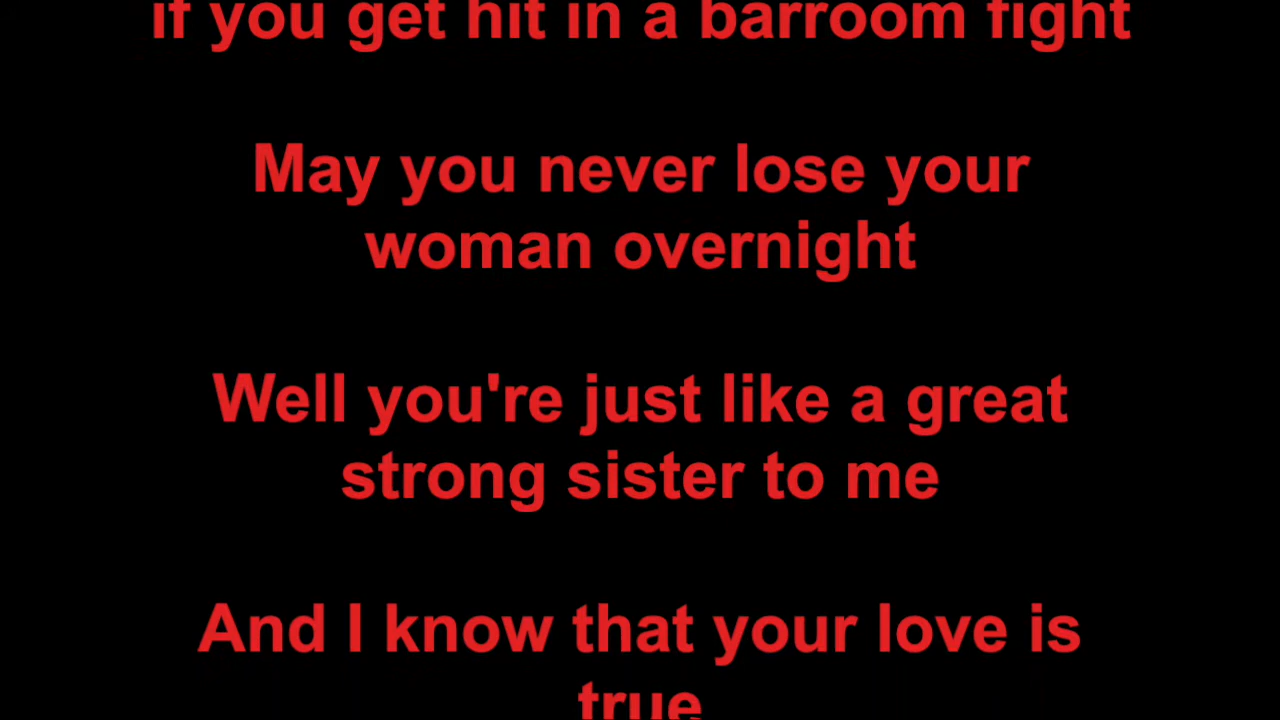 if you get hit in a barroom fight
May you never lose your
woman overnight
Well you're just like a great
strong sister to me
And I know that your love is
true